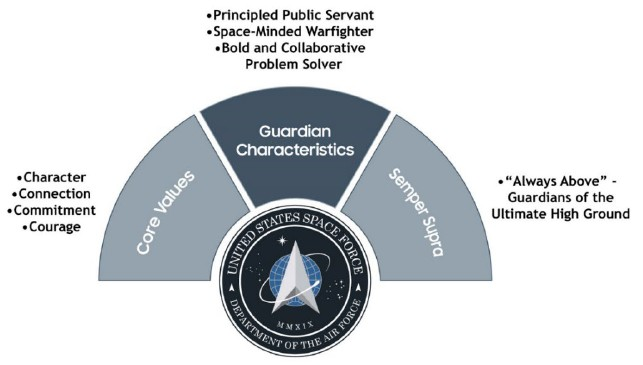 •Principled Public Servant
•Space-Minded Warfighter
•Bold and Collaborative
Problem Solver
Guardian
Characteristics
•Character
•Connection
•Commitment
•Courage
Core Values
Semper Supra
•“Always Above” -
Guardians of the
Ultimate High Ground
UNITED STATES SPACE FORCE
MMXIX
DEPARTMENT OF THE AIR FORCE